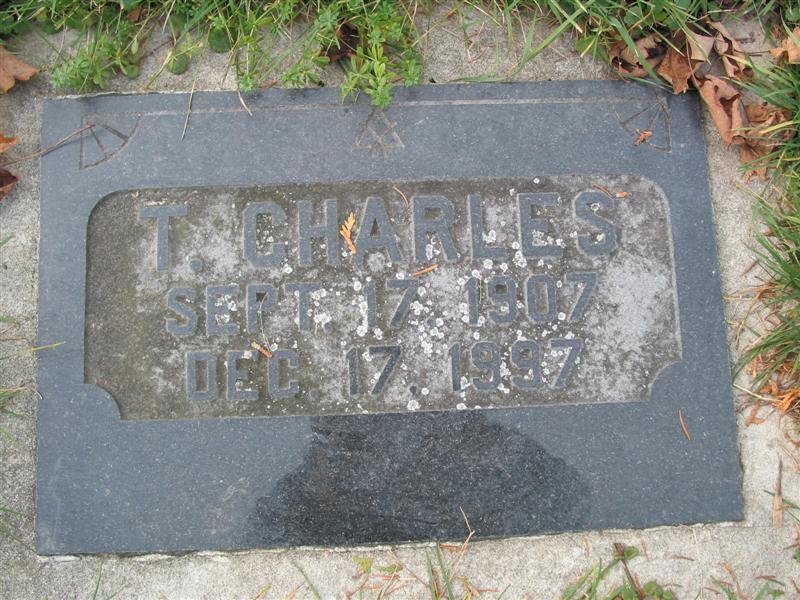 T. CHARLES
SEPT. 17, 1907
DEC. 17, 1997